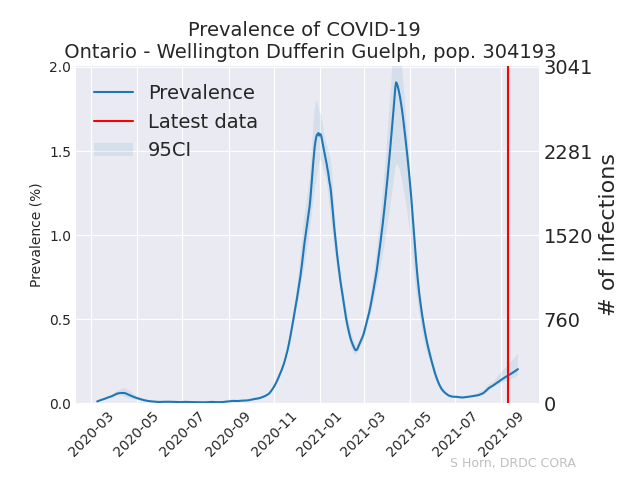 Prevalence of COVID-19
Ontario - Wellington Dufferin Guelph, pop. 304193
2.0
1.5
1.0
0.5
0.0
Prevalence (%)
Prevalence
Latest data
95CI
3041
2281
1520
760
0
# of infections
2020-03
2020-05
2020-07
2020-09
2020-11
2021-01
2021-03
2021-05
2021-07
2021-09
S Horn, DRDC CORA